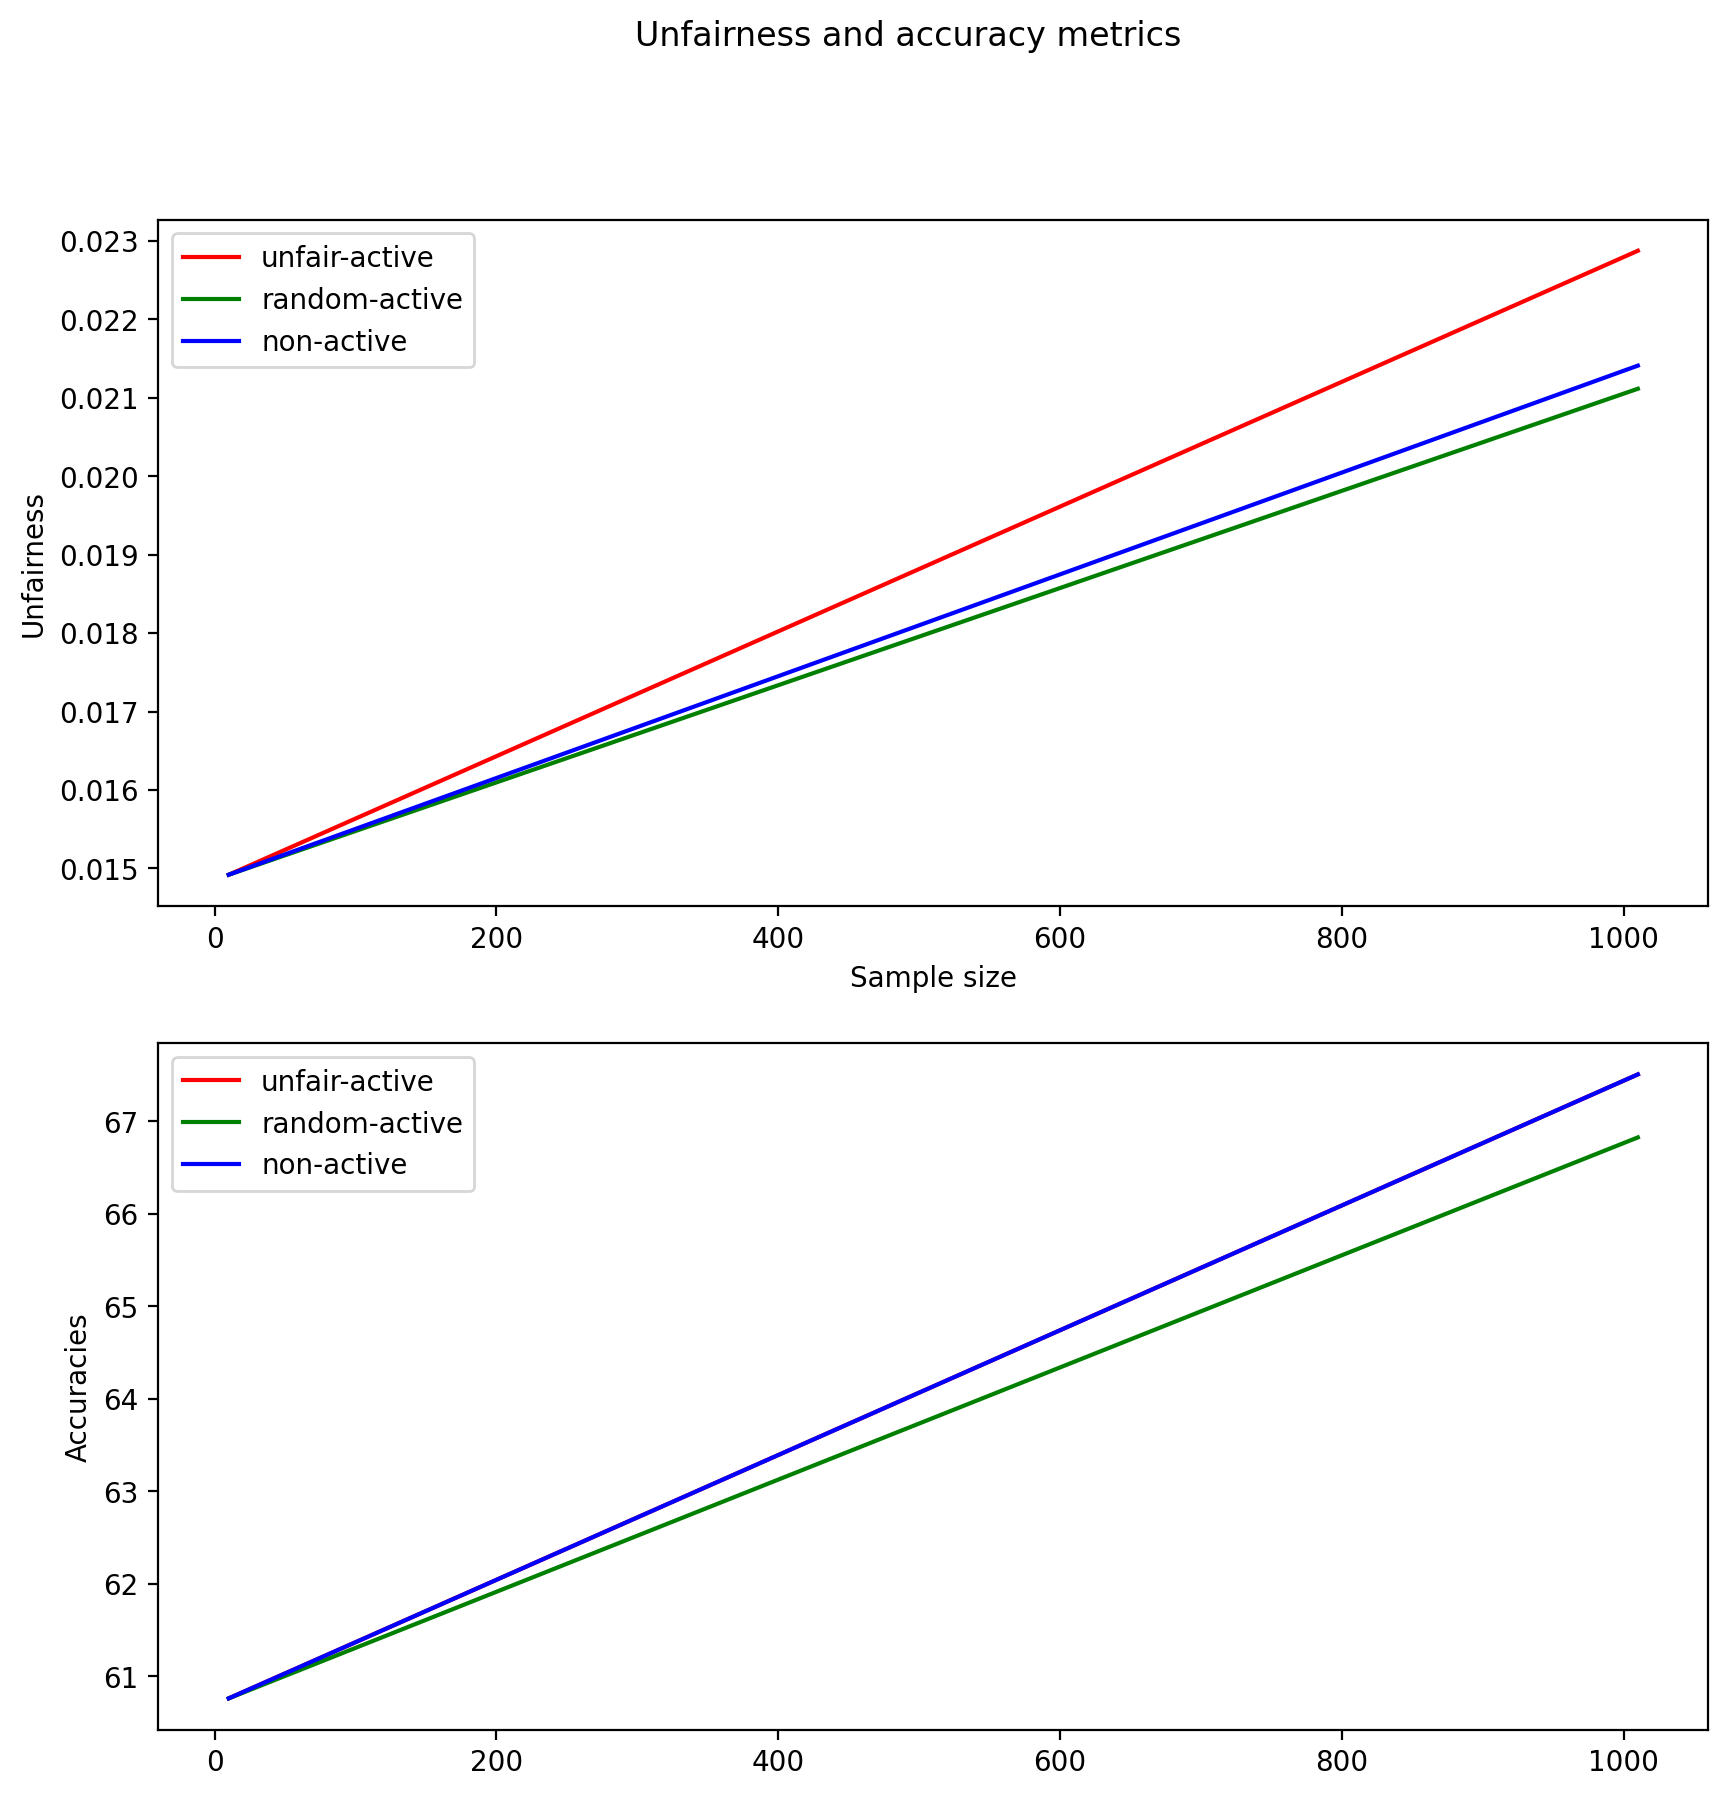 Unfairness and accuracy metrics
0.023
0.022
0.021
0.020
0.019
0.018
0.017
0.016
0.015
Unfairness
unfair-active
random-active
non-active
0 200 400 600 800 1000
Sample size
67
66
65
64
63
62
61
Accuracies
unfair-active
random-active
non-active
0 200 400 600 800 1000